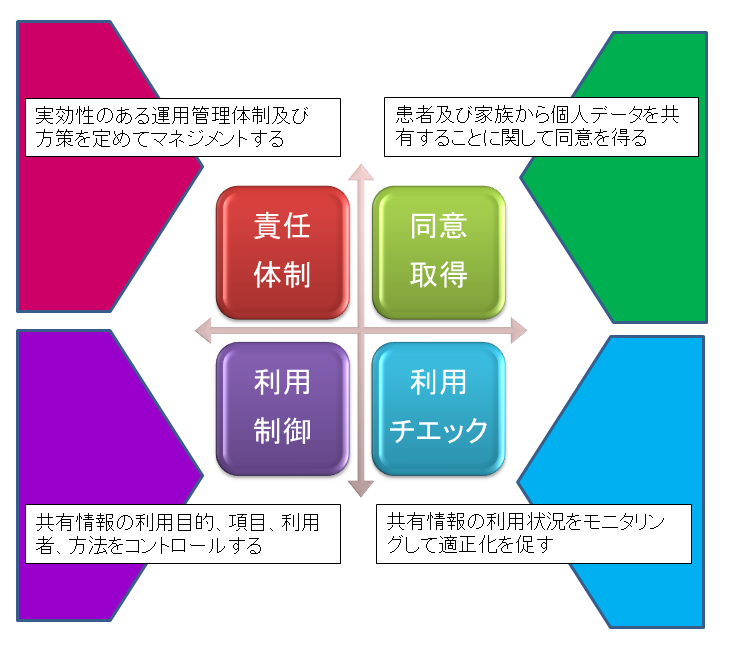 実効性のある運用管理体制及び
方策を定めてマネジメントする
患者及び家族から個人データを共
有することに関して同意を得る
責任
体制
同意
取得
利用
制御
利用
チエック
共有情報の利用目的、項目、利用
者、方法をコントロールする
共有情報の利用状況をモニタリン
グして適正化を促す